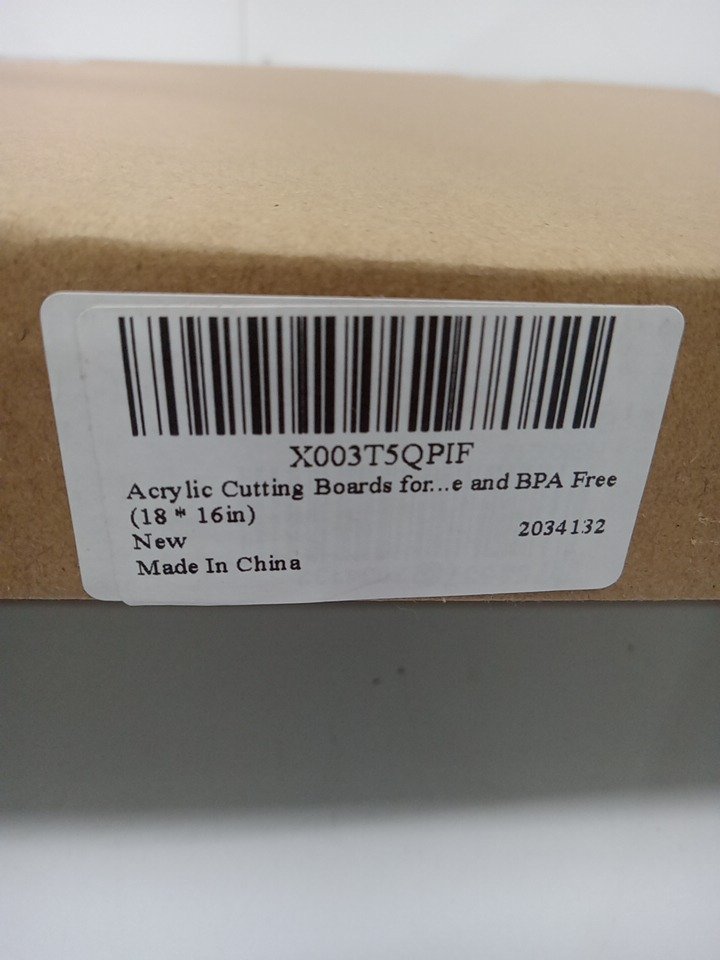 X003T5QPIF
Acrylic Cutting Boards for...e and BPA Free
(18 * 16in)
New
2034132
Made In China